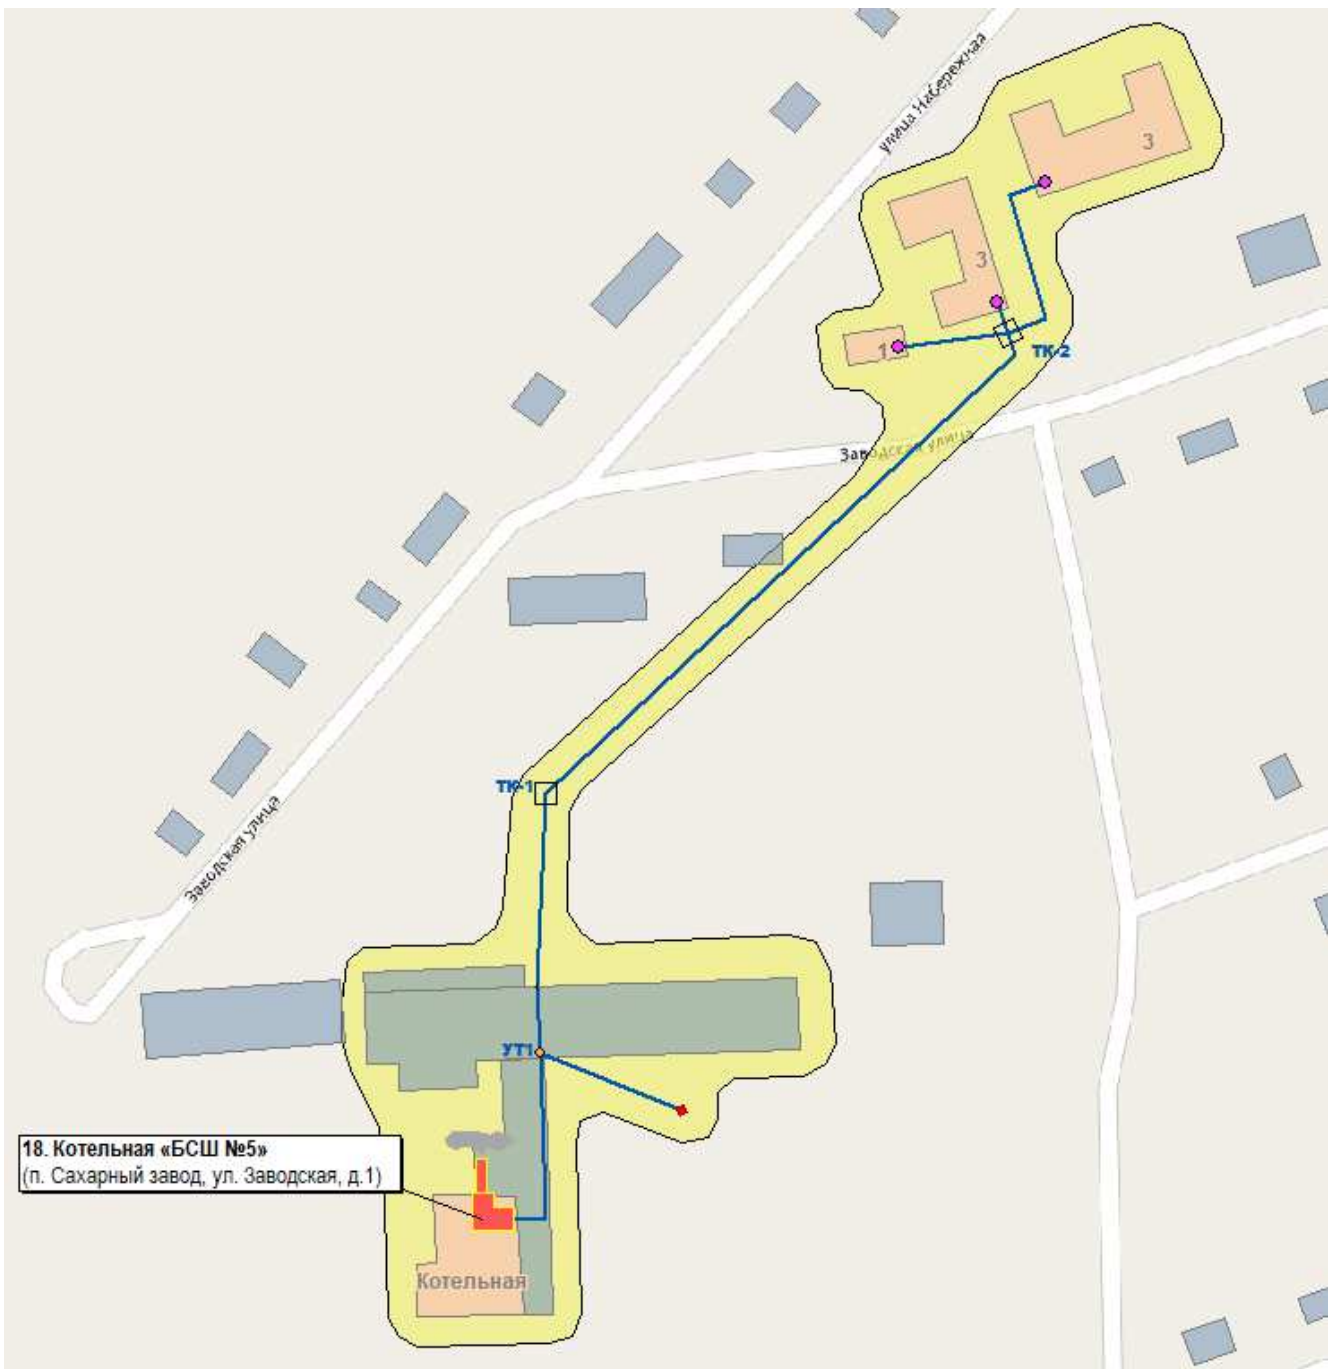 улица Набережная
3
3
1
ТК-2
Заводская улица
ТК-1
Заводская улица
УТ1
18. Котельная «БСШ №5»
(п. Сахарный завод, ул. Заводская, д.1)
Котельная